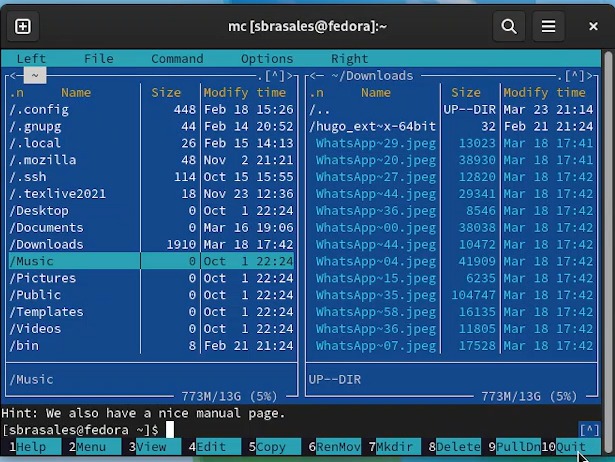 mc [sbrasales@fedora]:~
Left File Command Options Right
┌<─ ~ ─.[^]>┐┌<─ ~/Downloads ─.[^]>┐
.n Name Size Modify time .n Name Size Modify time
/.config 448 Feb 18 15:26 /.. UP--DIR Mar 23 21:14
/.gnupg 44 Feb 14 20:52 /hugo_ext~x-64bit 32 Feb 21 21:24
/.local 26 Feb 15 14:13 WhatsApp~29.jpeg 13023 Mar 18 17:41
/.mozilla 48 Nov 2 21:21 WhatsApp~20.jpeg 38930 Mar 18 17:41
/.ssh 114 Oct 15 15:55 WhatsApp~27.jpeg 12820 Mar 18 17:42
/.texlive2021 18 Nov 23 12:36 WhatsApp~44.jpeg 29341 Mar 18 17:42
/Desktop 0 Oct 1 22:24 WhatsApp~36.jpeg 8546 Mar 18 17:42
/Documents 0 Mar 16 19:06 WhatsApp~00.jpeg 38038 Mar 18 17:42
/Downloads 1910 Mar 18 17:42 WhatsApp~44.jpeg 10472 Mar 18 17:42
/Music 0 Oct 1 22:24 WhatsApp~04.jpeg 41909 Mar 18 17:42
/Pictures 0 Oct 1 22:24 WhatsApp~15.jpeg 6235 Mar 18 17:42
/Public 0 Oct 1 22:24 WhatsApp~35.jpeg 104747 Mar 18 17:42
/Templates 0 Oct 1 22:24 WhatsApp~58.jpeg 16135 Mar 18 17:42
/Videos 0 Oct 1 22:24 WhatsApp~36.jpeg 11805 Mar 18 17:42
/bin 8 Feb 21 21:24 WhatsApp~07.jpeg 17528 Mar 18 17:42
/Music UP--DIR
773M/13G (5%) 773M/13G (5%)
Hint: We also have a nice manual page.
[sbrasales@fedora ~]$ [^]
1Help 2Menu 3View 4Edit 5Copy 6RenMov 7Mkdir 8Delete 9PullDn 10Quit